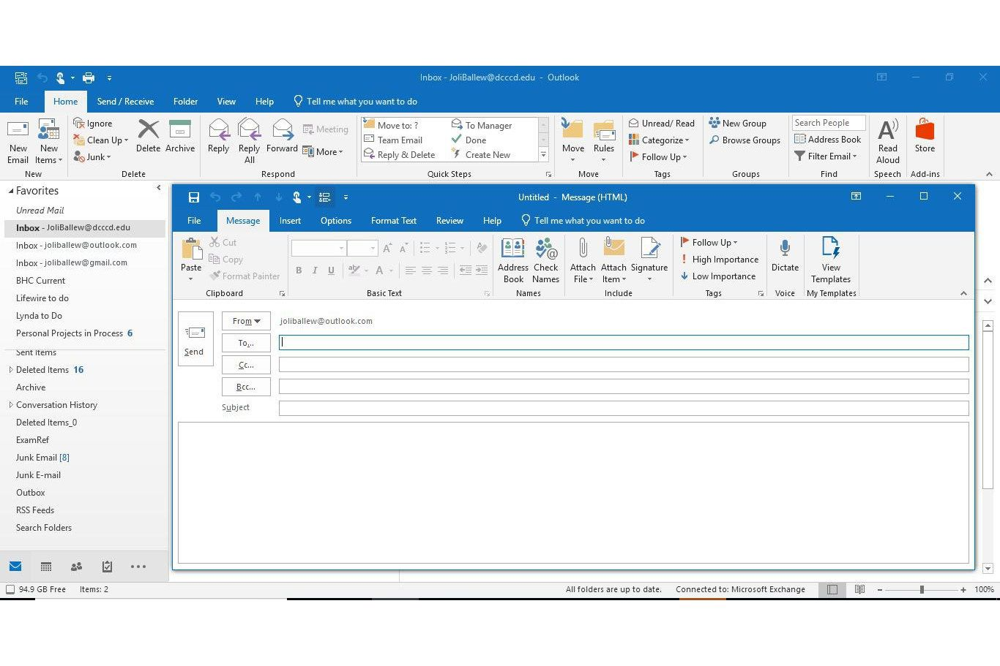 Inbox - JoliBallew@dcccd.edu - Outlook
File Home Send / Receive Folder View Help Tell me what you want to do
New Email
New Items
Ignore
Clean Up
Junk
Delete
Archive
Reply
Reply All
Forward
Meeting
More
Move to: ?
Team Email
Reply & Delete
To Manager
Done
Create New
Move
Rules
Unread/ Read
Categorize
Follow Up
New Group
Browse Groups
Search People
Address Book
Filter Email
Read Aloud
Store
New Delete Respond Quick Steps Move Tags Groups Find Speech Add-ins
Favorites
Unread Mail
Inbox - JoliBallew@dcccd.edu
Inbox - joliballew@outlook.com
Inbox - joliballew@gmail.com
BHC Current
Lifewire to do
Lynda to Do
Personal Projects in Process 6
Sent Items
Deleted Items 16
Archive
Conversation History
Deleted Items_0
ExamRef
Junk Email [8]
Junk E-mail
Outbox
RSS Feeds
Search Folders
Untitled - Message (HTML)
File Message Insert Options Format Text Review Help Tell me what you want to do
Paste
Cut
Copy
Format Painter
B I U ab A
Address Book
Check Names
Attach File
Attach Item
Signature
Follow Up
High Importance
Low Importance
Dictate
View Templates
Clipboard Basic Text Names Include Tags Voice My Templates
Send
From joliballew@outlook.com
To...
Cc...
Bcc...
Subject
94.9 GB Free Items: 2 All folders are up to date. Connected to: Microsoft Exchange 100%